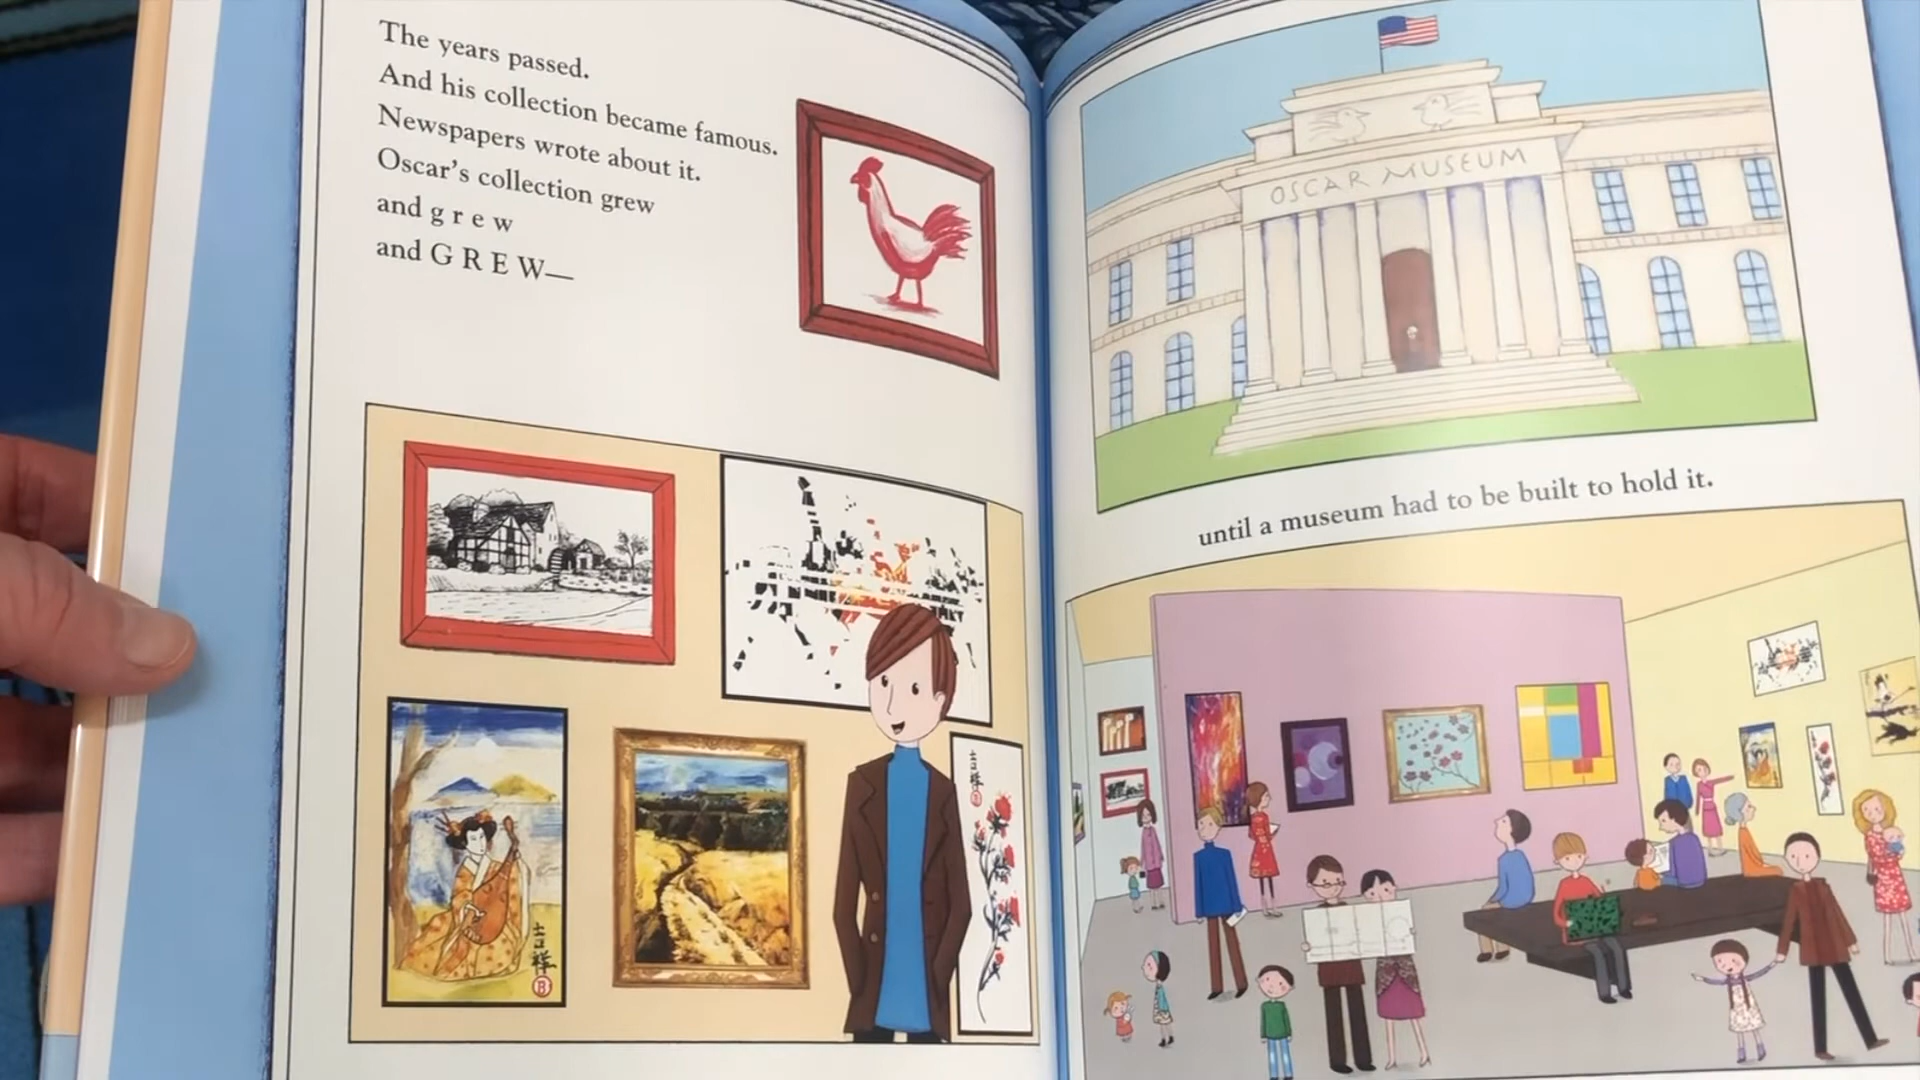 The years passed.
And his collection became famous.
Newspapers wrote about it.
Oscar's collection grew
and g r e w
and G R E W—
OSCAR MUSEUM
until a museum had to be built to hold it.